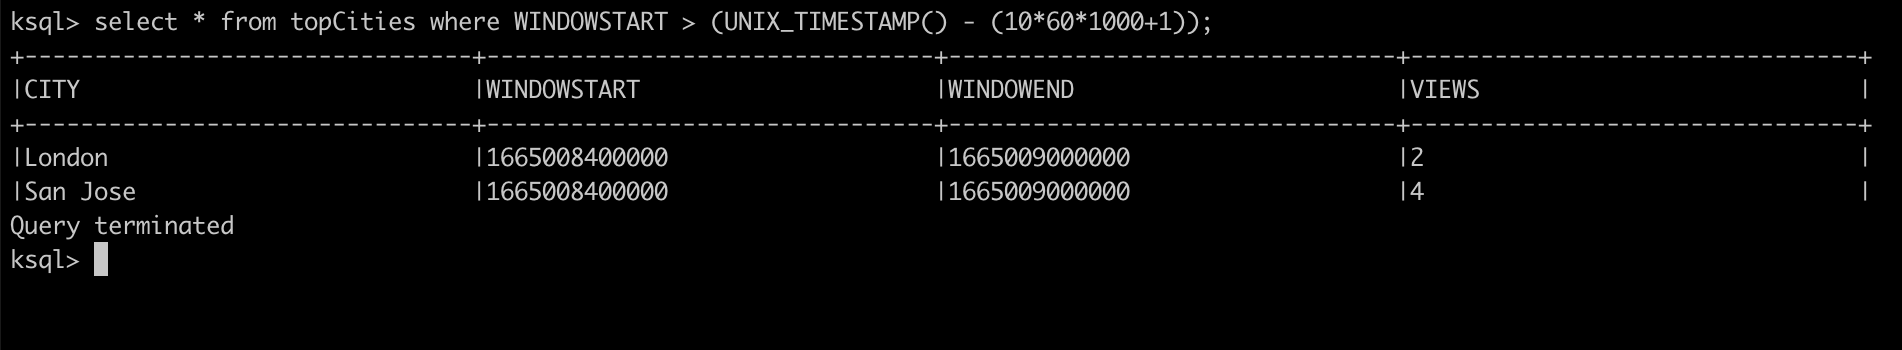 ksql> select * from topCities where WINDOWSTART > (UNIX_TIMESTAMP() - (10*60*1000+1));
+--------------------------------+--------------------------------+--------------------------------+--------------------------------+
|CITY                            |WINDOWSTART                     |WINDOWEND                       |VIEWS                           |
+--------------------------------+--------------------------------+--------------------------------+--------------------------------+
|London                          |1665008400000                   |1665009000000                   |2                               |
|San Jose                        |1665008400000                   |1665009000000                   |4                               |
Query terminated
ksql>